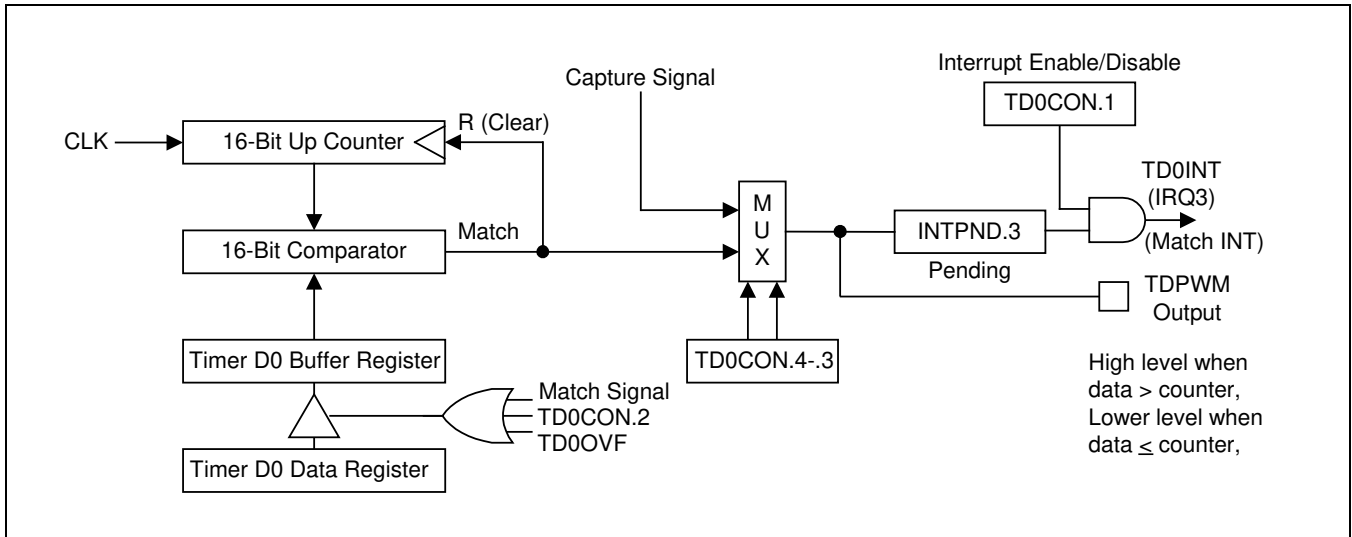 Interrupt Enable/Disable
Capture Signal
TD0CON.1
CLK
16-Bit Up Counter
R (Clear)
TD0INT
(IRQ3)
(Match INT)
M
U
X
16-Bit Comparator
Match
INTPND.3
Pending
TDPWM
Output
Timer D0 Buffer Register
TD0CON.4-.3
Match Signal
TD0CON.2
TD0OVF
Timer D0 Data Register
High level when
data > counter,
Lower level when
data ≤ counter,